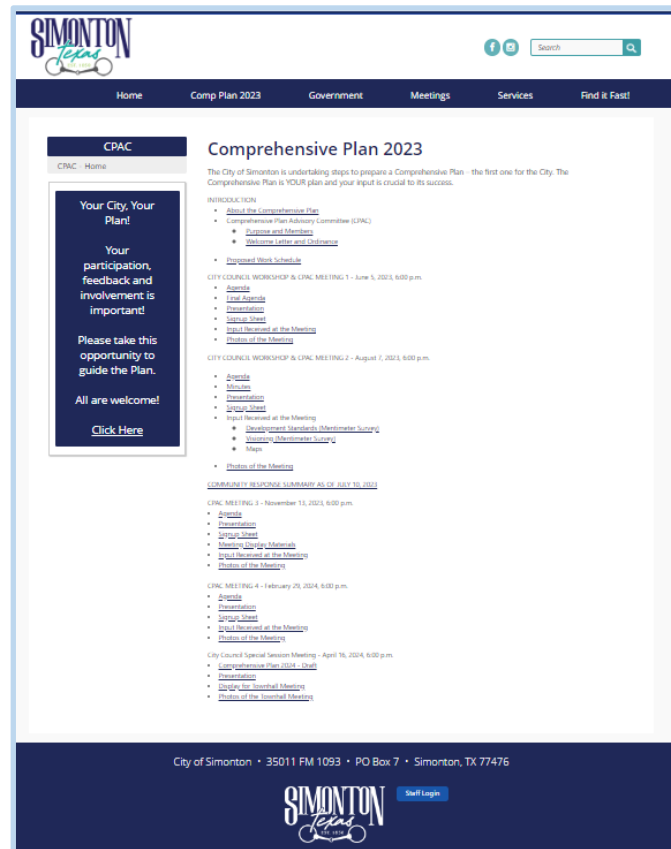 SIMONTON
Texas
EST. 1850
Search
Home Comp Plan 2023 Government Meetings Services Find it Fast!
CPAC
CPAC - Home
Your City, Your
Plan!
Your
participation,
feedback and
involvement is
important!
Please take this
opportunity to
guide the Plan.
All are welcome!
Click Here
Comprehensive Plan 2023
The City of Simonton is undertaking steps to prepare a Comprehensive Plan - the first one for the City. The
Comprehensive Plan is YOUR plan and your input is crucial to its success.
INTRODUCTION
About the Comprehensive Plan
Comprehensive Plan Advisory Committee (CPAC)
Purpose and Members
Welcome Letter and Ordinance
Proposed Work Schedule
CITY COUNCIL WORKSHOP & CPAC MEETING 1 - June 5, 2023, 6:00 p.m.
Agenda
Final Agenda
Presentation
Signup Sheet
Input Received at the Meeting
Photos of the Meeting
CITY COUNCIL WORKSHOP & CPAC MEETING 2 - August 7, 2023, 6:00 p.m.
Agenda
Minutes
Presentation
Signup Sheet
Input Received at the Meeting
Development Standards (Mentimeter Survey)
Visioning (Mentimeter Survey)
Maps
Photos of the Meeting
COMMUNITY RESPONSE SUMMARY AS OF JULY 10, 2023
CPAC MEETING 3 - November 13, 2023, 6:00 p.m.
Agenda
Presentation
Signup Sheet
Meeting Display Materials
Input Received at the Meeting
Photos of the Meeting
CPAC MEETING 4 - February 29, 2024, 6:00 p.m.
Agenda
Presentation
Signup Sheet
Input Received at the Meeting
Photos of the Meeting
City Council Special Session Meeting - April 16, 2024, 6:00 p.m.
Comprehensive Plan 2024 - Draft
Presentation
Display for Townhall Meeting
Photos of the Townhall Meeting
City of Simonton • 35011 FM 1093 • PO Box 7 • Simonton, TX 77476
SIMONTON
Texas
EST. 1850
Staff Login